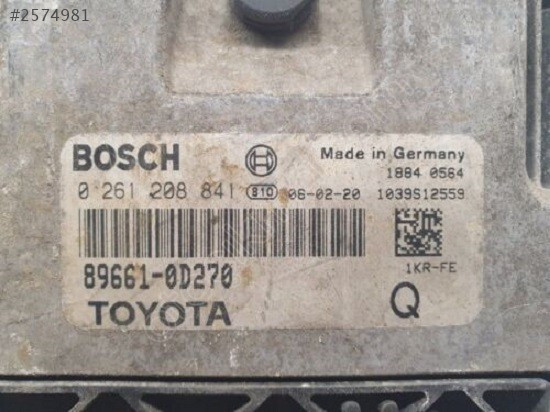 #2574981
BOSCH Made in Germany
1884 0564
0 261 208 841 810 06-02-20 1039S12559
89661-0D270 1KR-FE
TOYOTA Q